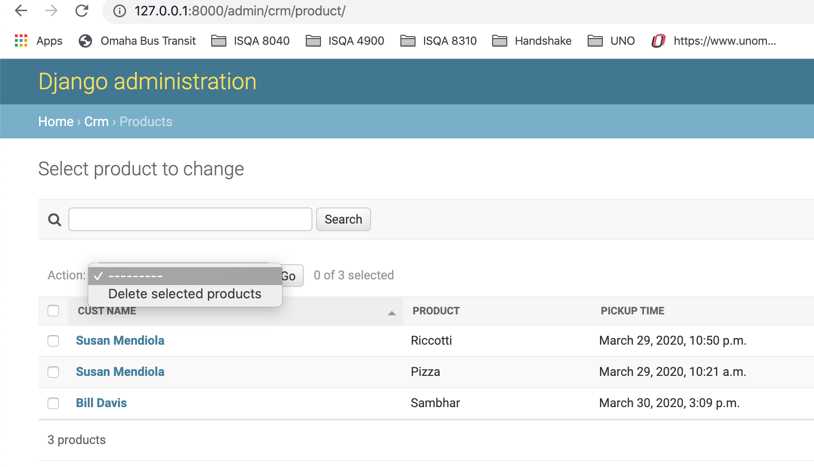 127.0.0.1:8000/admin/crm/product/
Apps Omaha Bus Transit ISQA 8040 ISQA 4900 ISQA 8310 Handshake UNO https://www.unom...
Django administration
Home › Crm › Products
Select product to change
Search
Action: ✓ --------- Go 0 of 3 selected
Delete selected products
CUST NAME PRODUCT PICKUP TIME
Susan Mendiola Riccotti March 29, 2020, 10:50 p.m.
Susan Mendiola Pizza March 29, 2020, 10:21 a.m.
Bill Davis Sambhar March 30, 2020, 3:09 p.m.
3 products